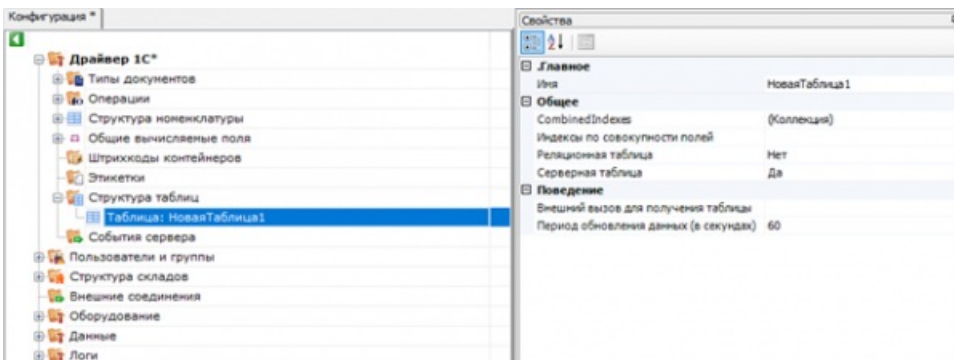 Конфигурация *
Драйвер 1С*
Типы документов
Операции
Структура номенклатуры
Общие вычисляемые поля
Штрихкоды контейнеров
Этикетки
Структура таблиц
Таблица: НоваяТаблица1
События сервера
Пользователи и группы
Структура складов
Внешние соединения
Оборудование
Данные
Логи
Свойства
.Главное
Имя НоваяТаблица1
Общее
CombinedIndexes (Коллекция)
Индексы по совокупности полей
Реляционная таблица Нет
Серверная таблица Да
Поведение
Внешний вызов для получения таблицы
Период обновления данных (в секундах) 60